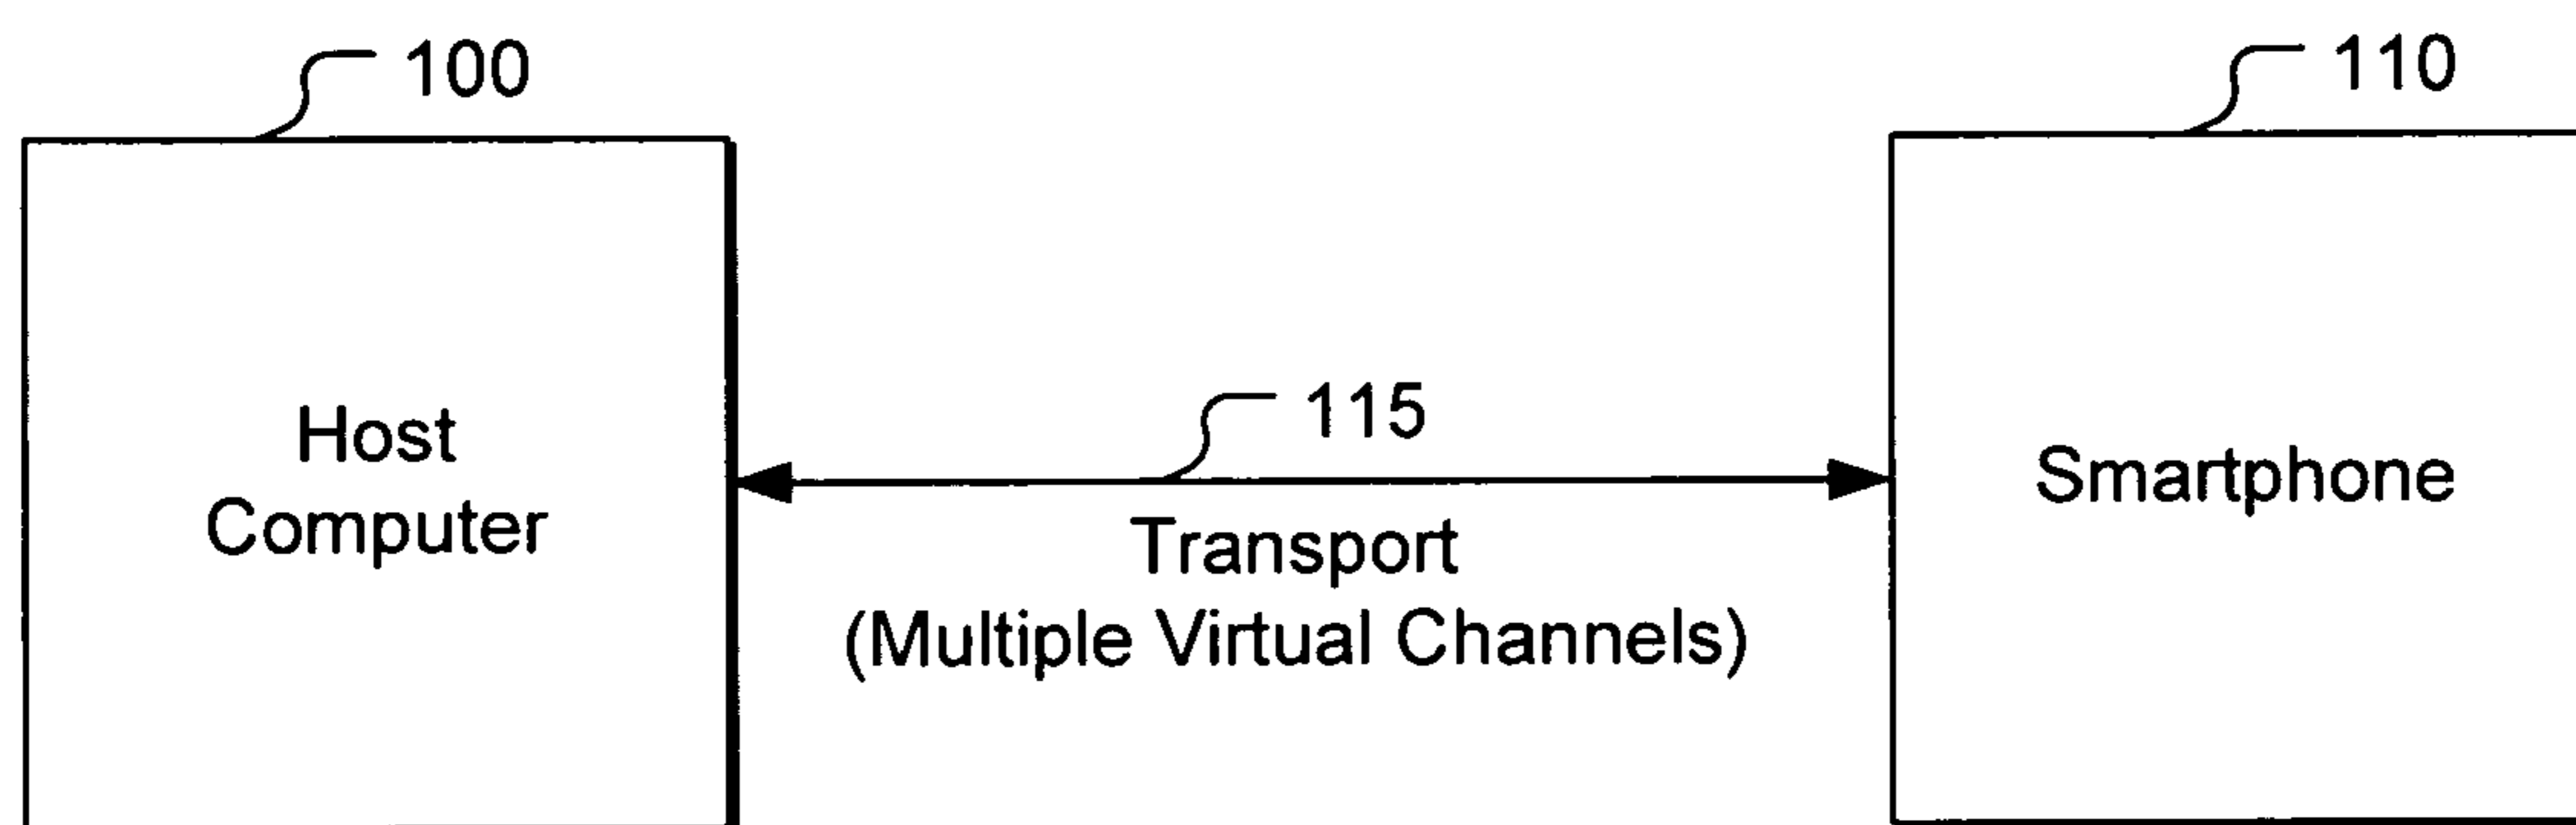 100
110
115
Host
Computer
Transport
(Multiple Virtual Channels)
Smartphone